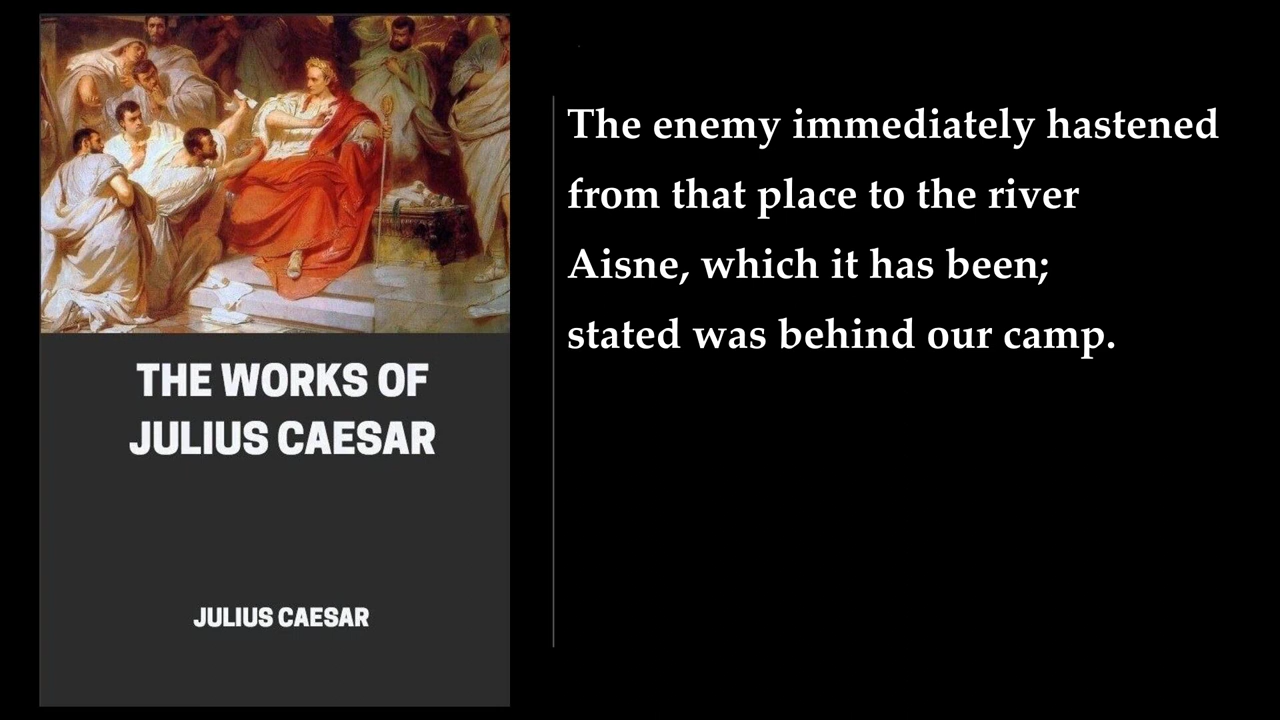 THE WORKS OF
JULIUS CAESAR
JULIUS CAESAR
The enemy immediately hastened
from that place to the river
Aisne, which it has been;
stated was behind our camp.